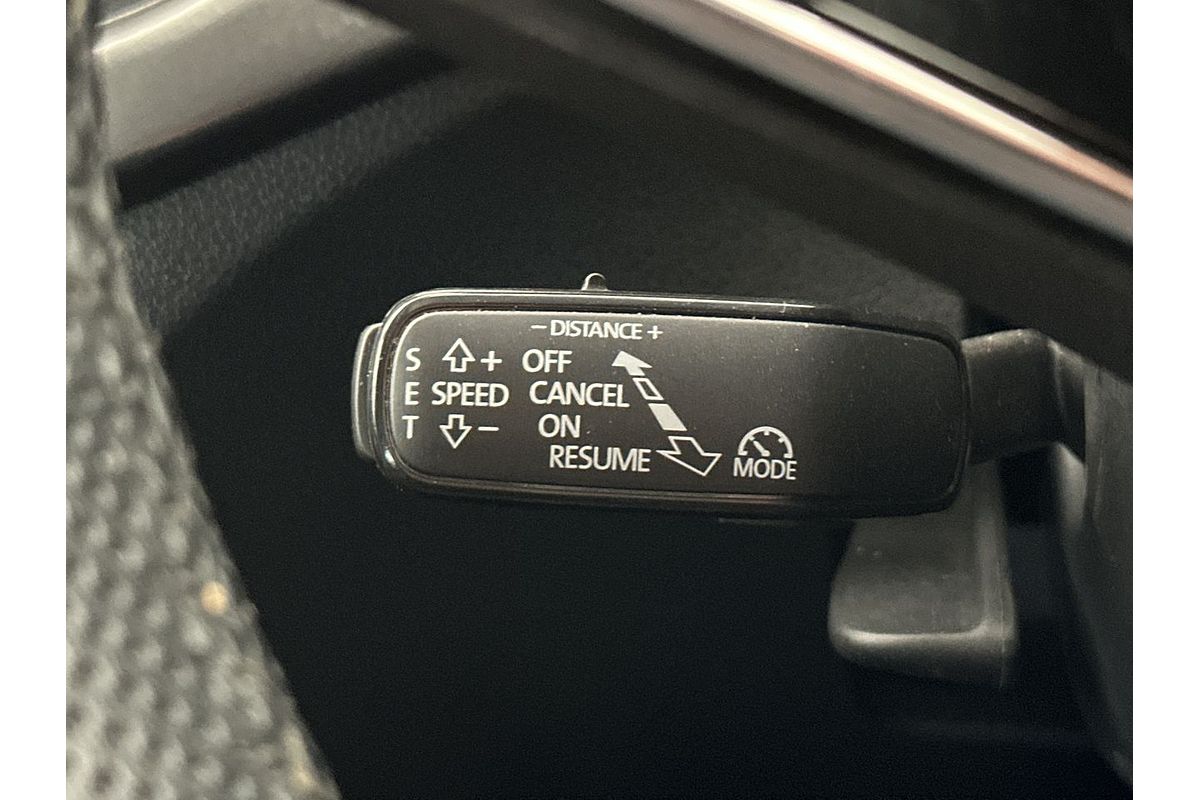 − DISTANCE +
S + OFF
E SPEED CANCEL
T − ON
RESUME
MODE